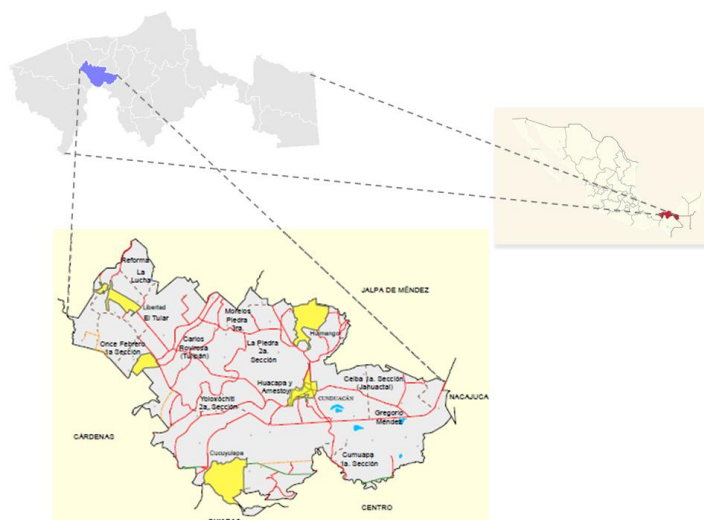 Reforma
La
Lucha
JALPA DE MÉNDEZ
Libertad
El Tular
Morelos
Piedra
3ra.
Huimango
Once Febrero
1a Sección
Carlos
Rovirosa
(Tulipán)
La Piedra
2a.
Sección
Huacapa y
Amestoy
Ceiba 1a. Sección
(Jahuactal)
NACAJUCA
Yoloxóchitl
2a. Sección
CUNDUACÁN
Gregorio
Méndez
CÁRDENAS
Cucuyulapa
Cumuapa
1a. Sección
CENTRO